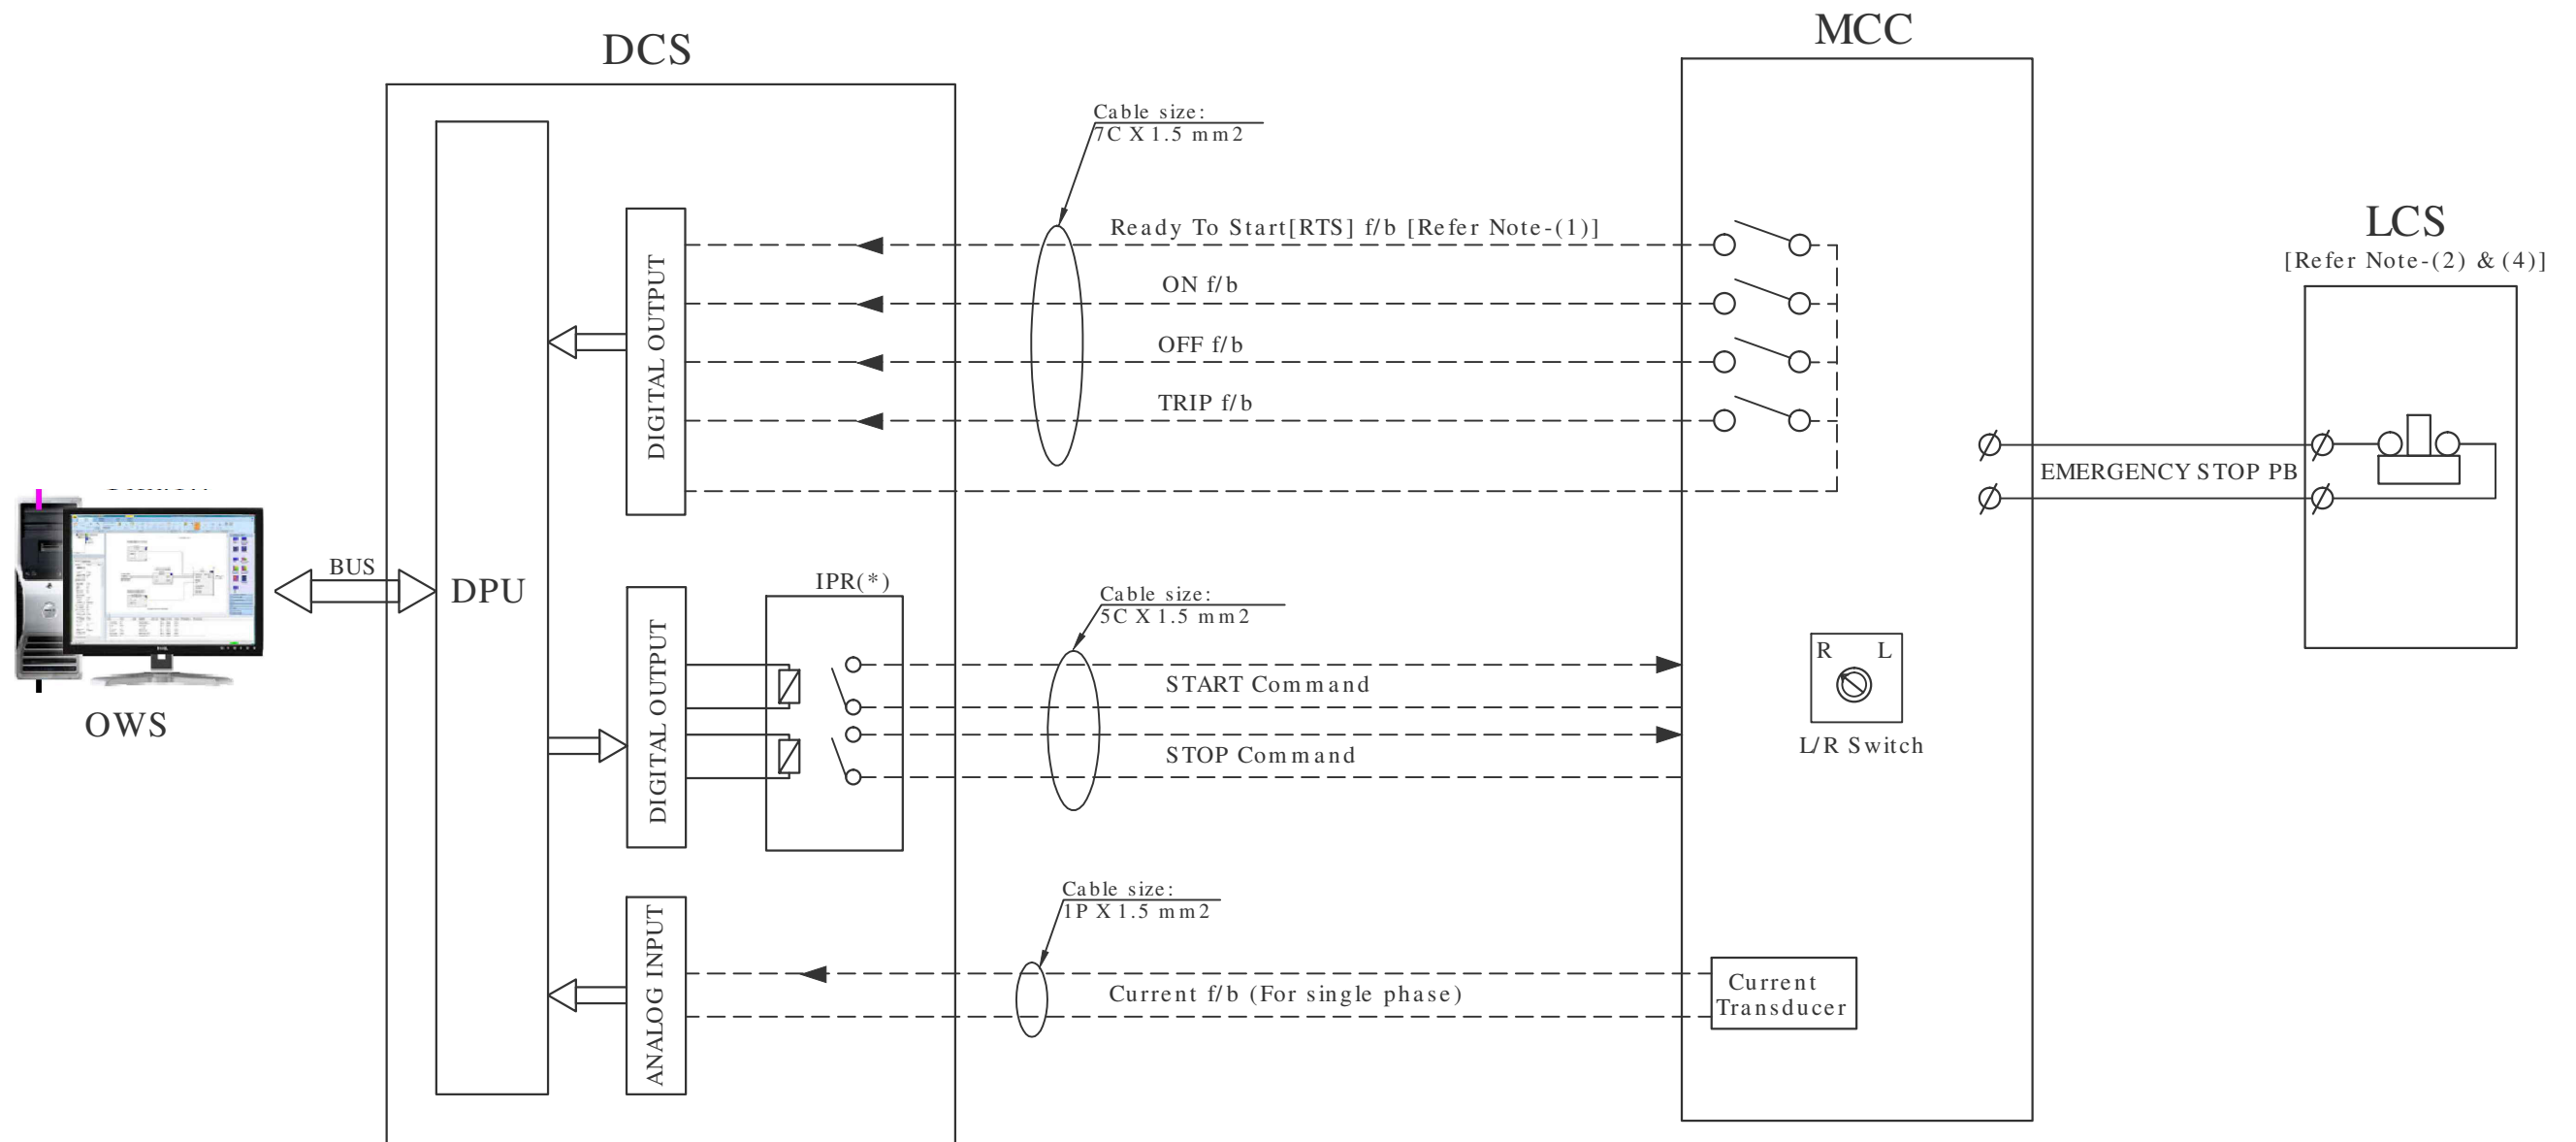 DCS
MCC
Cable size:
7C X 1.5 mm2
LCS
[Refer Note-(2) & (4)]
Ready To Start[RTS] f/b [Refer Note-(1)]
ON f/b
OFF f/b
TRIP f/b
DIGITAL OUTPUT
EMERGENCY STOP PB
BUS
DPU
OWS
IPR(*)
DIGITAL OUTPUT
Cable size:
5C X 1.5 mm2
START Command
STOP Command
R L
L/R Switch
Cable size:
1P X 1.5 mm2
ANALOG INPUT
Current f/b (For single phase)
Current
Transducer